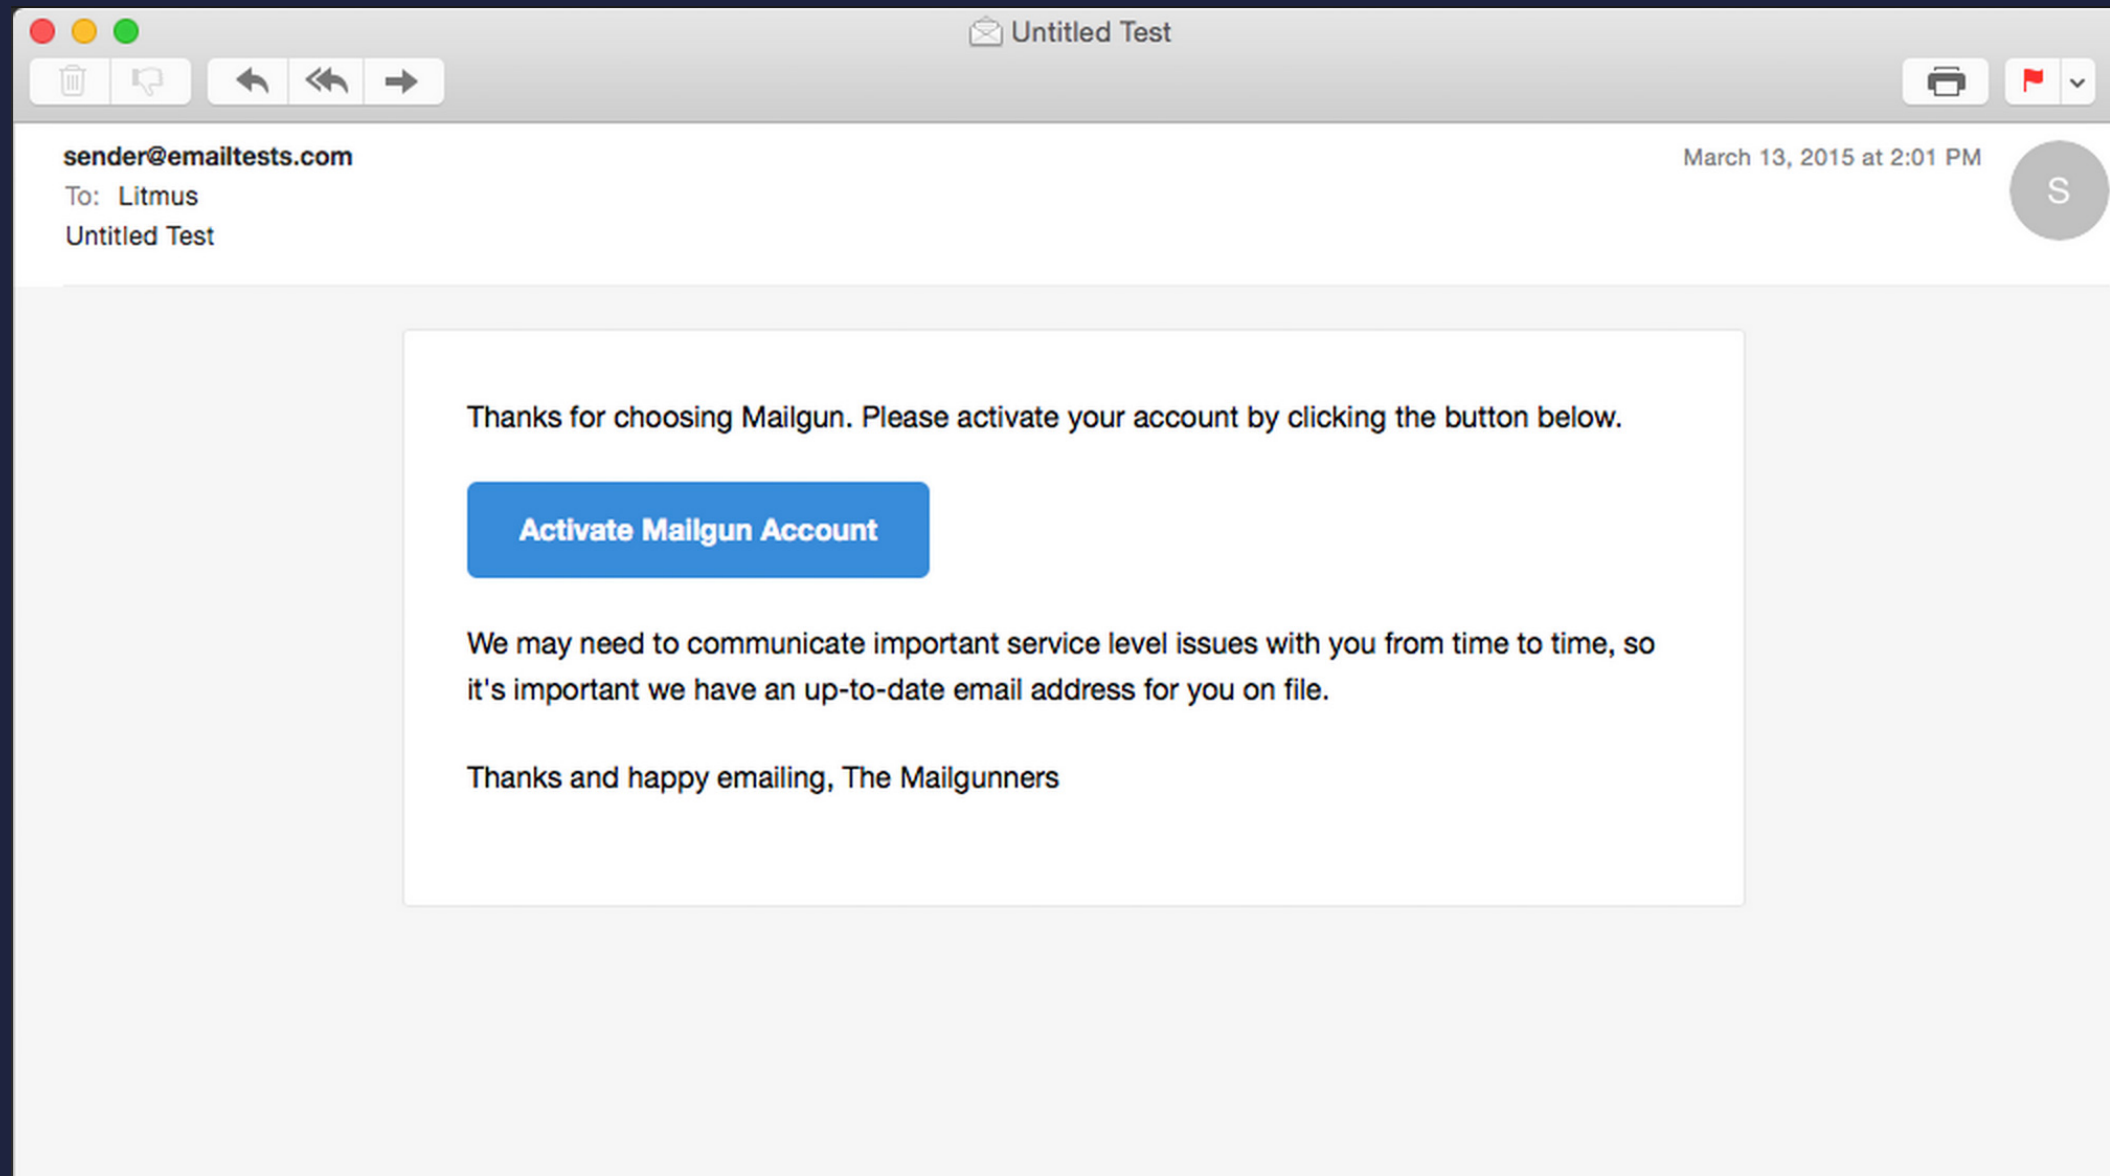 Untitled Test
sender@emailtests.com
March 13, 2015 at 2:01 PM
S
To: Litmus
Untitled Test
Thanks for choosing Mailgun. Please activate your account by clicking the button below.
Activate Mailgun Account
We may need to communicate important service level issues with you from time to time, so
it's important we have an up-to-date email address for you on file.
Thanks and happy emailing, The Mailgunners